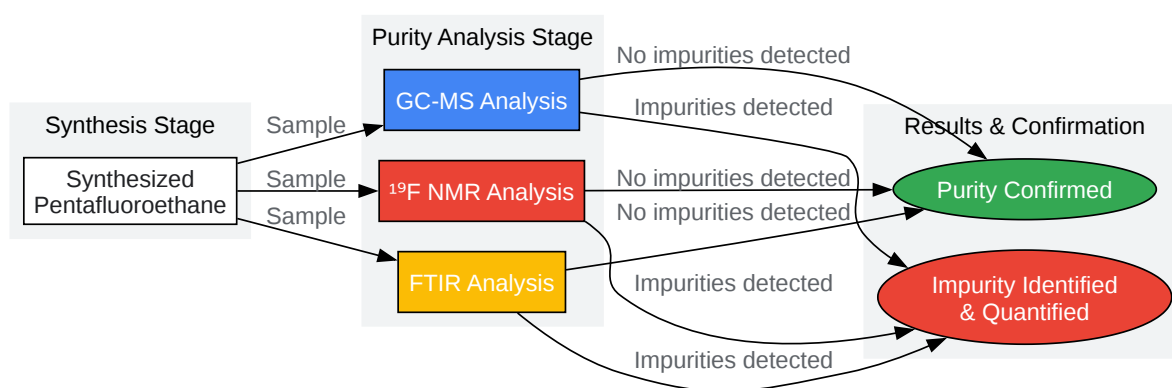 Synthesis Stage
Synthesized
Pentafluoroethane
Sample
Sample
Sample
Purity Analysis Stage
GC-MS Analysis
¹⁹F NMR Analysis
FTIR Analysis
No impurities detected
Impurities detected
No impurities detected
No impurities detected
Impurities detected
Impurities detected
Results & Confirmation
Purity Confirmed
Impurity Identified
& Quantified